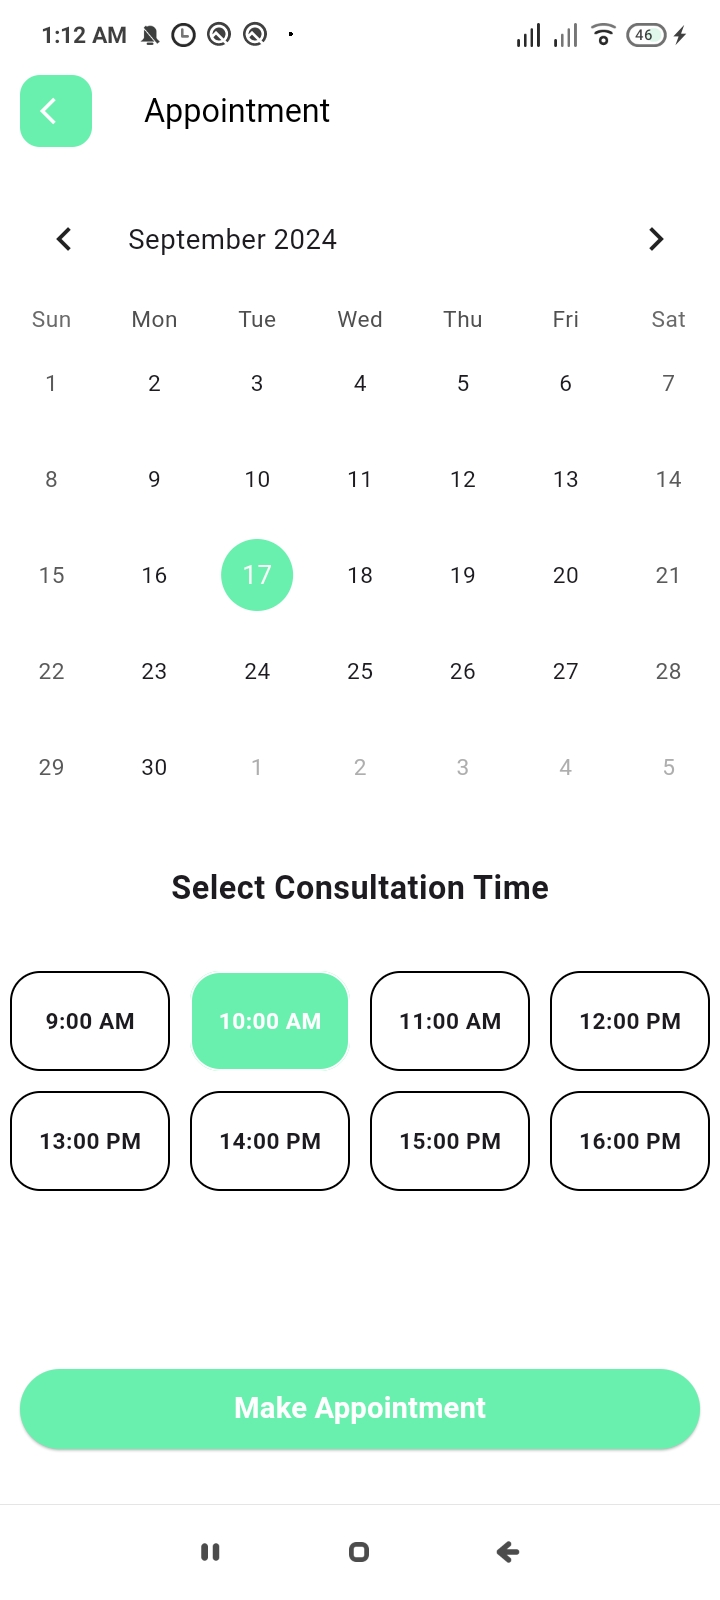 1:12 AM 46
Appointment
September 2024
Sun Mon Tue Wed Thu Fri Sat
1 2 3 4 5 6 7
8 9 10 11 12 13 14
15 16 17 18 19 20 21
22 23 24 25 26 27 28
29 30 1 2 3 4 5
Select Consultation Time
9:00 AM 10:00 AM 11:00 AM 12:00 PM
13:00 PM 14:00 PM 15:00 PM 16:00 PM
Make Appointment